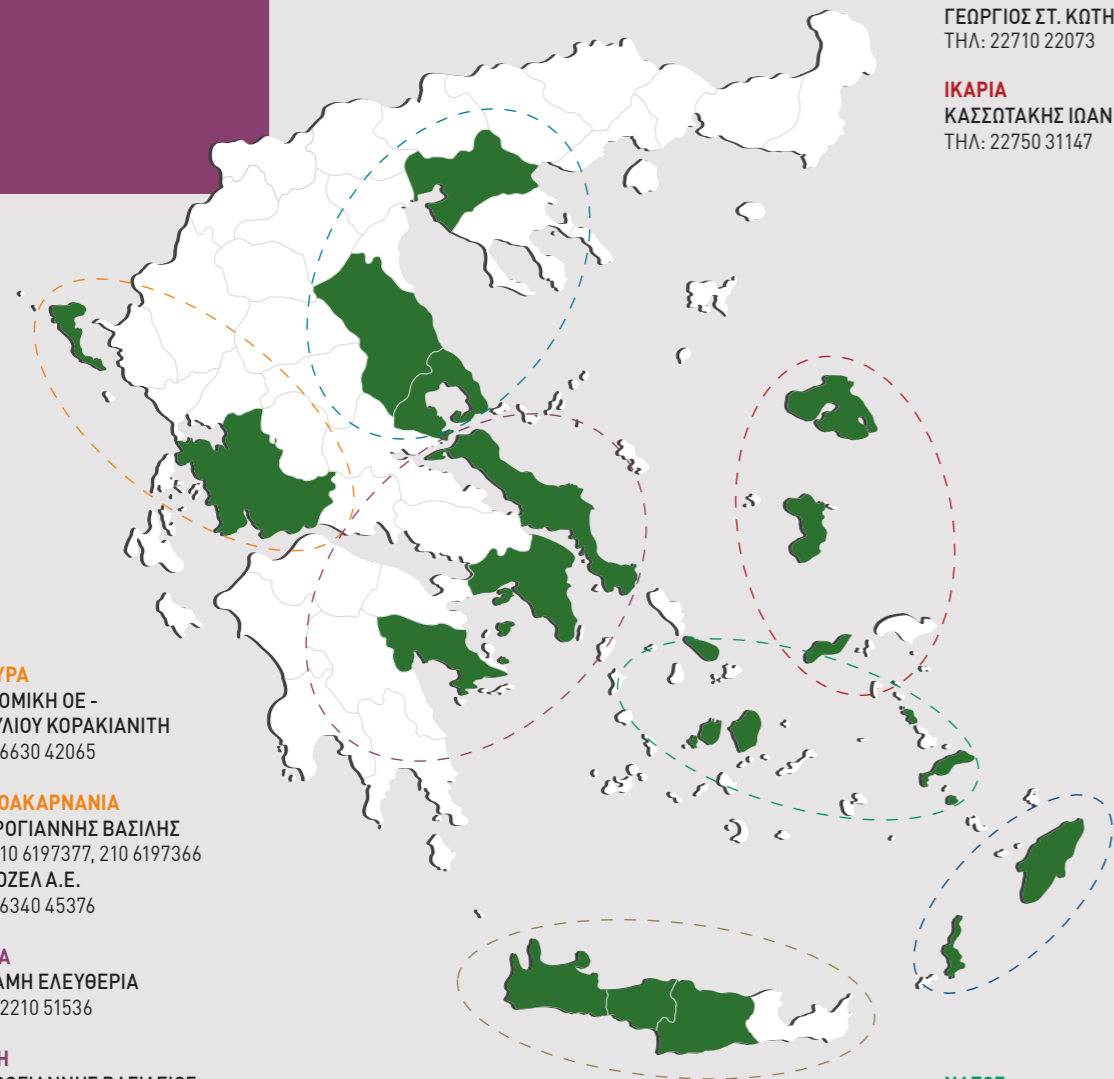 ΓΕΩΡΓΙΟΣ ΣΤ. ΚΩΤΗ
ΤΗΛ: 22710 22073
ΙΚΑΡΙΑ
ΚΑΣΣΩΤΑΚΗΣ ΙΩΑΝ
ΤΗΛ: 22750 31147
ΥΡΑ
ΟΜΙΚΗ ΟΕ -
ΥΛΙΟΥ ΚΟΡΑΚΙΑΝΙΤΗ
6630 42065
ΟΑΚΑΡΝΑΝΙΑ
ΡΟΓΙΑΝΝΗΣ ΒΑΣΙΛΗΣ
10 6197377, 210 6197366
ΟΖΕΛ Α.Ε.
6340 45376
Α
ΑΜΗ ΕΛΕΥΘΕΡΙΑ
2210 51536